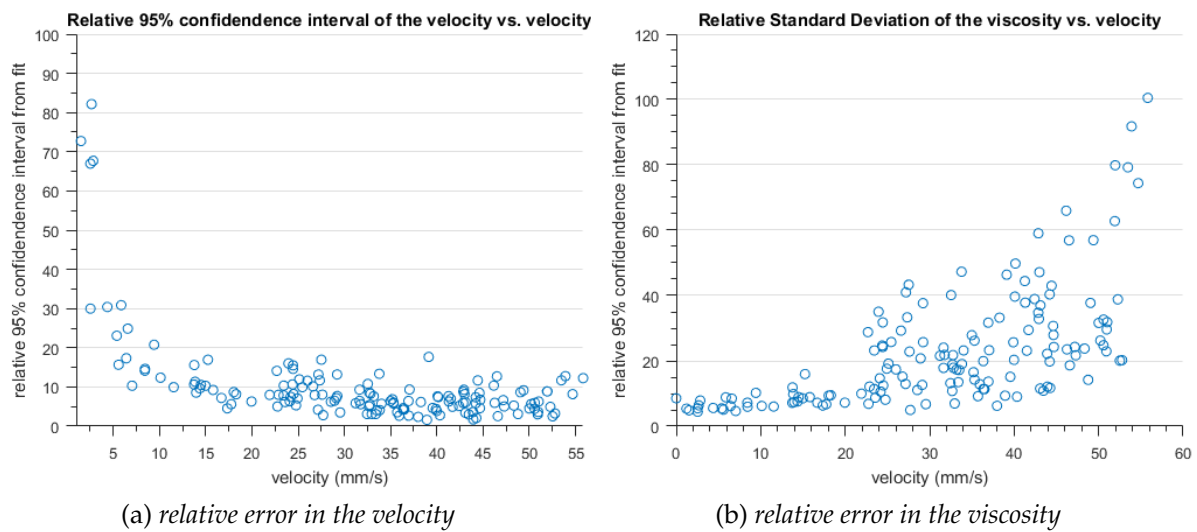 Relative 95% confidendence interval of the velocity vs. velocity
relative 95% confidendence interval from fit
100
90
80
70
60
50
40
30
20
10
0
5 10 15 20 25 30 35 40 45 50 55
velocity (mm/s)
(a) relative error in the velocity
Relative Standard Deviation of the viscosity vs. velocity
relative 95% confidendence interval from fit
120
100
80
60
40
20
0
0 10 20 30 40 50 60
velocity (mm/s)
(b) relative error in the viscosity